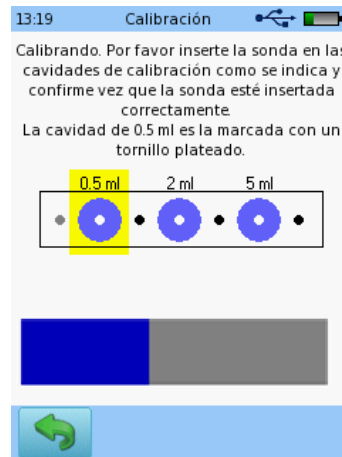 13:19 Calibración
Calibrando. Por favor inserte la sonda en las
cavidades de calibración como se indica y
confirme vez que la sonda esté insertada
correctamente.
La cavidad de 0.5 ml es la marcada con un
tornillo plateado.
0.5 ml 2 ml 5 ml